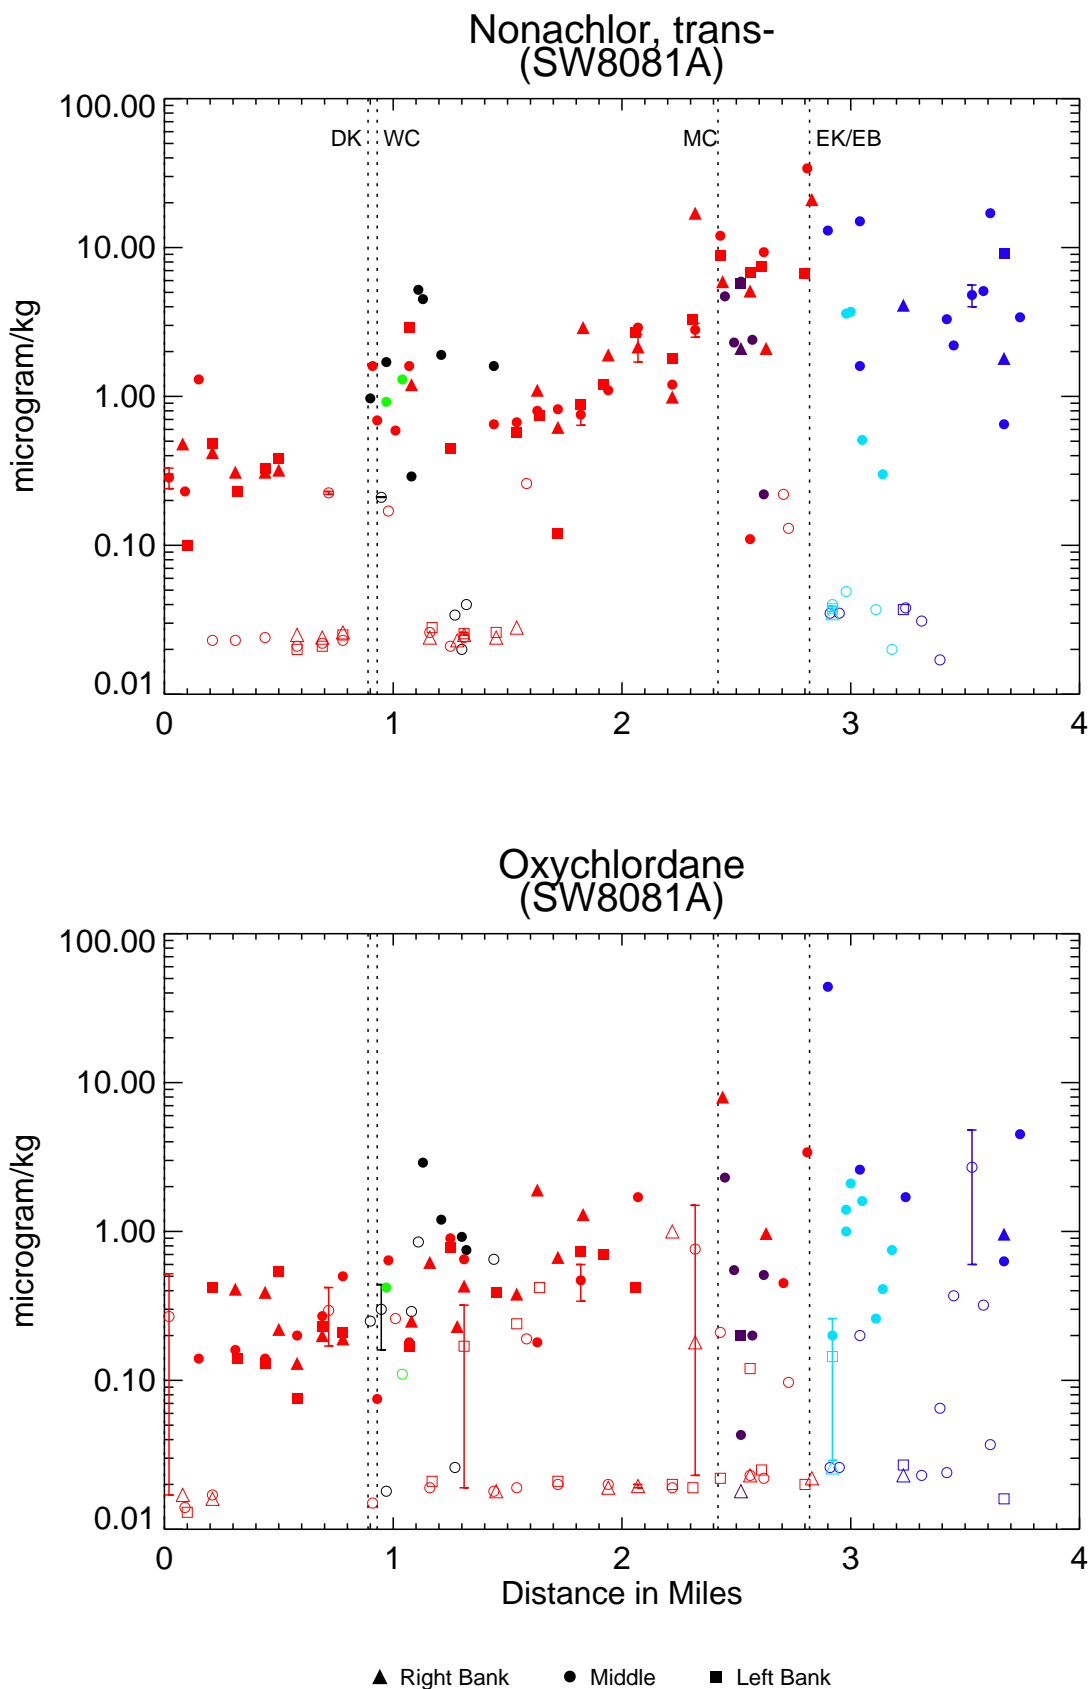 Nonachlor, trans-
(SW8081A)
100.00
DK
WC
MC
EK/EB
10.00
1.00
0.10
0.01
microgram/kg
0
1
2
3
4
Oxychlordane
(SW8081A)
100.00
10.00
1.00
0.10
0.01
microgram/kg
0
1
2
3
4
Distance in Miles
Right Bank
Middle
Left Bank